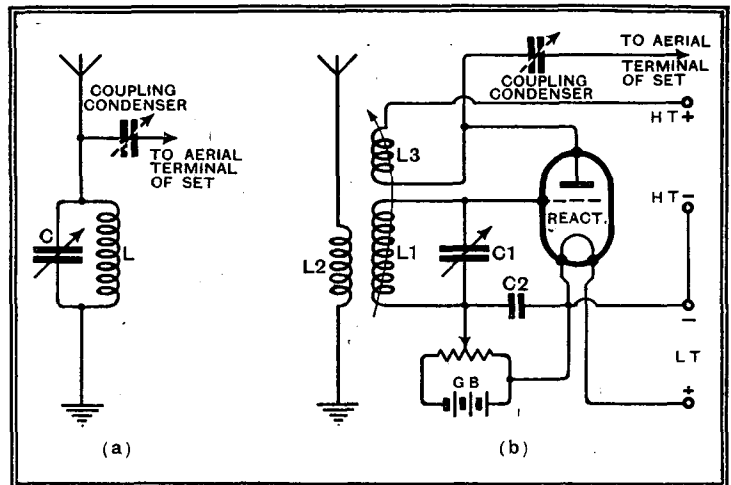 COUPLING
CONDENSER
TO AERIAL
TERMINAL
OF SET
C
L
(a)
TO AERIAL
TERMINAL
OF SET
COUPLING
CONDENSER
HT+
L3
HT-
REACT.
L2
L1
C1
C2
-
LT
GB
+
(b)